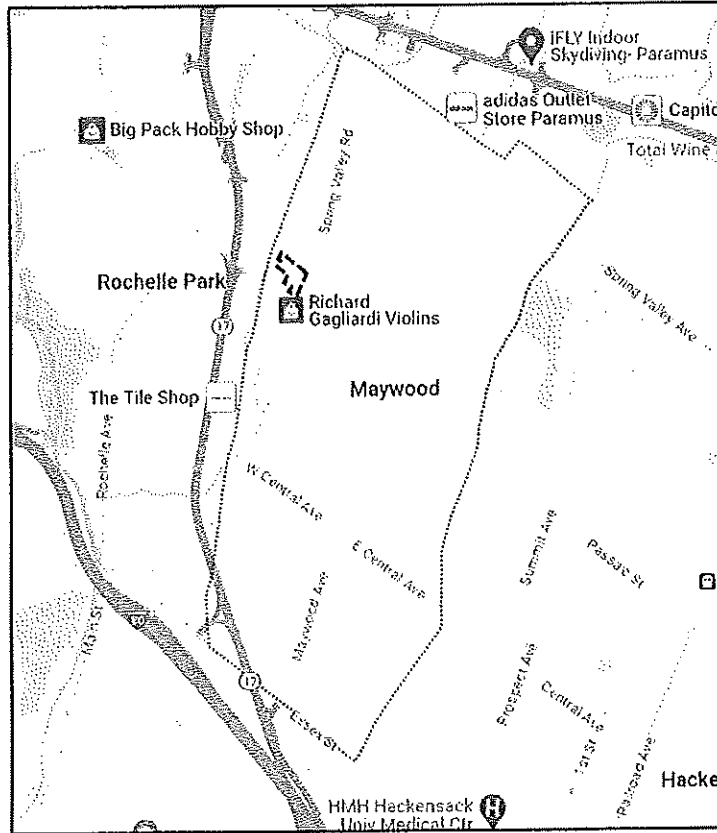 iFLY Indoor
Skydiving- Paramus
adidas Outlet
Store Paramus
Total Wine
Big Pack Hobby Shop
Spring Valley Rd
Rochelle Park
Richard
Gagliardi Violins
Spring Valley Ave
17
The Tile Shop
Maywood
Rochelle Ave
W Central Ave
E Central Ave
Summit Ave
Passaic St
Maywood Ave
Main St
17
Prospect Ave
Central Ave
Essex St
1st St
Railroad Ave
HMH Hackensack
Univ Medical Ctr
H